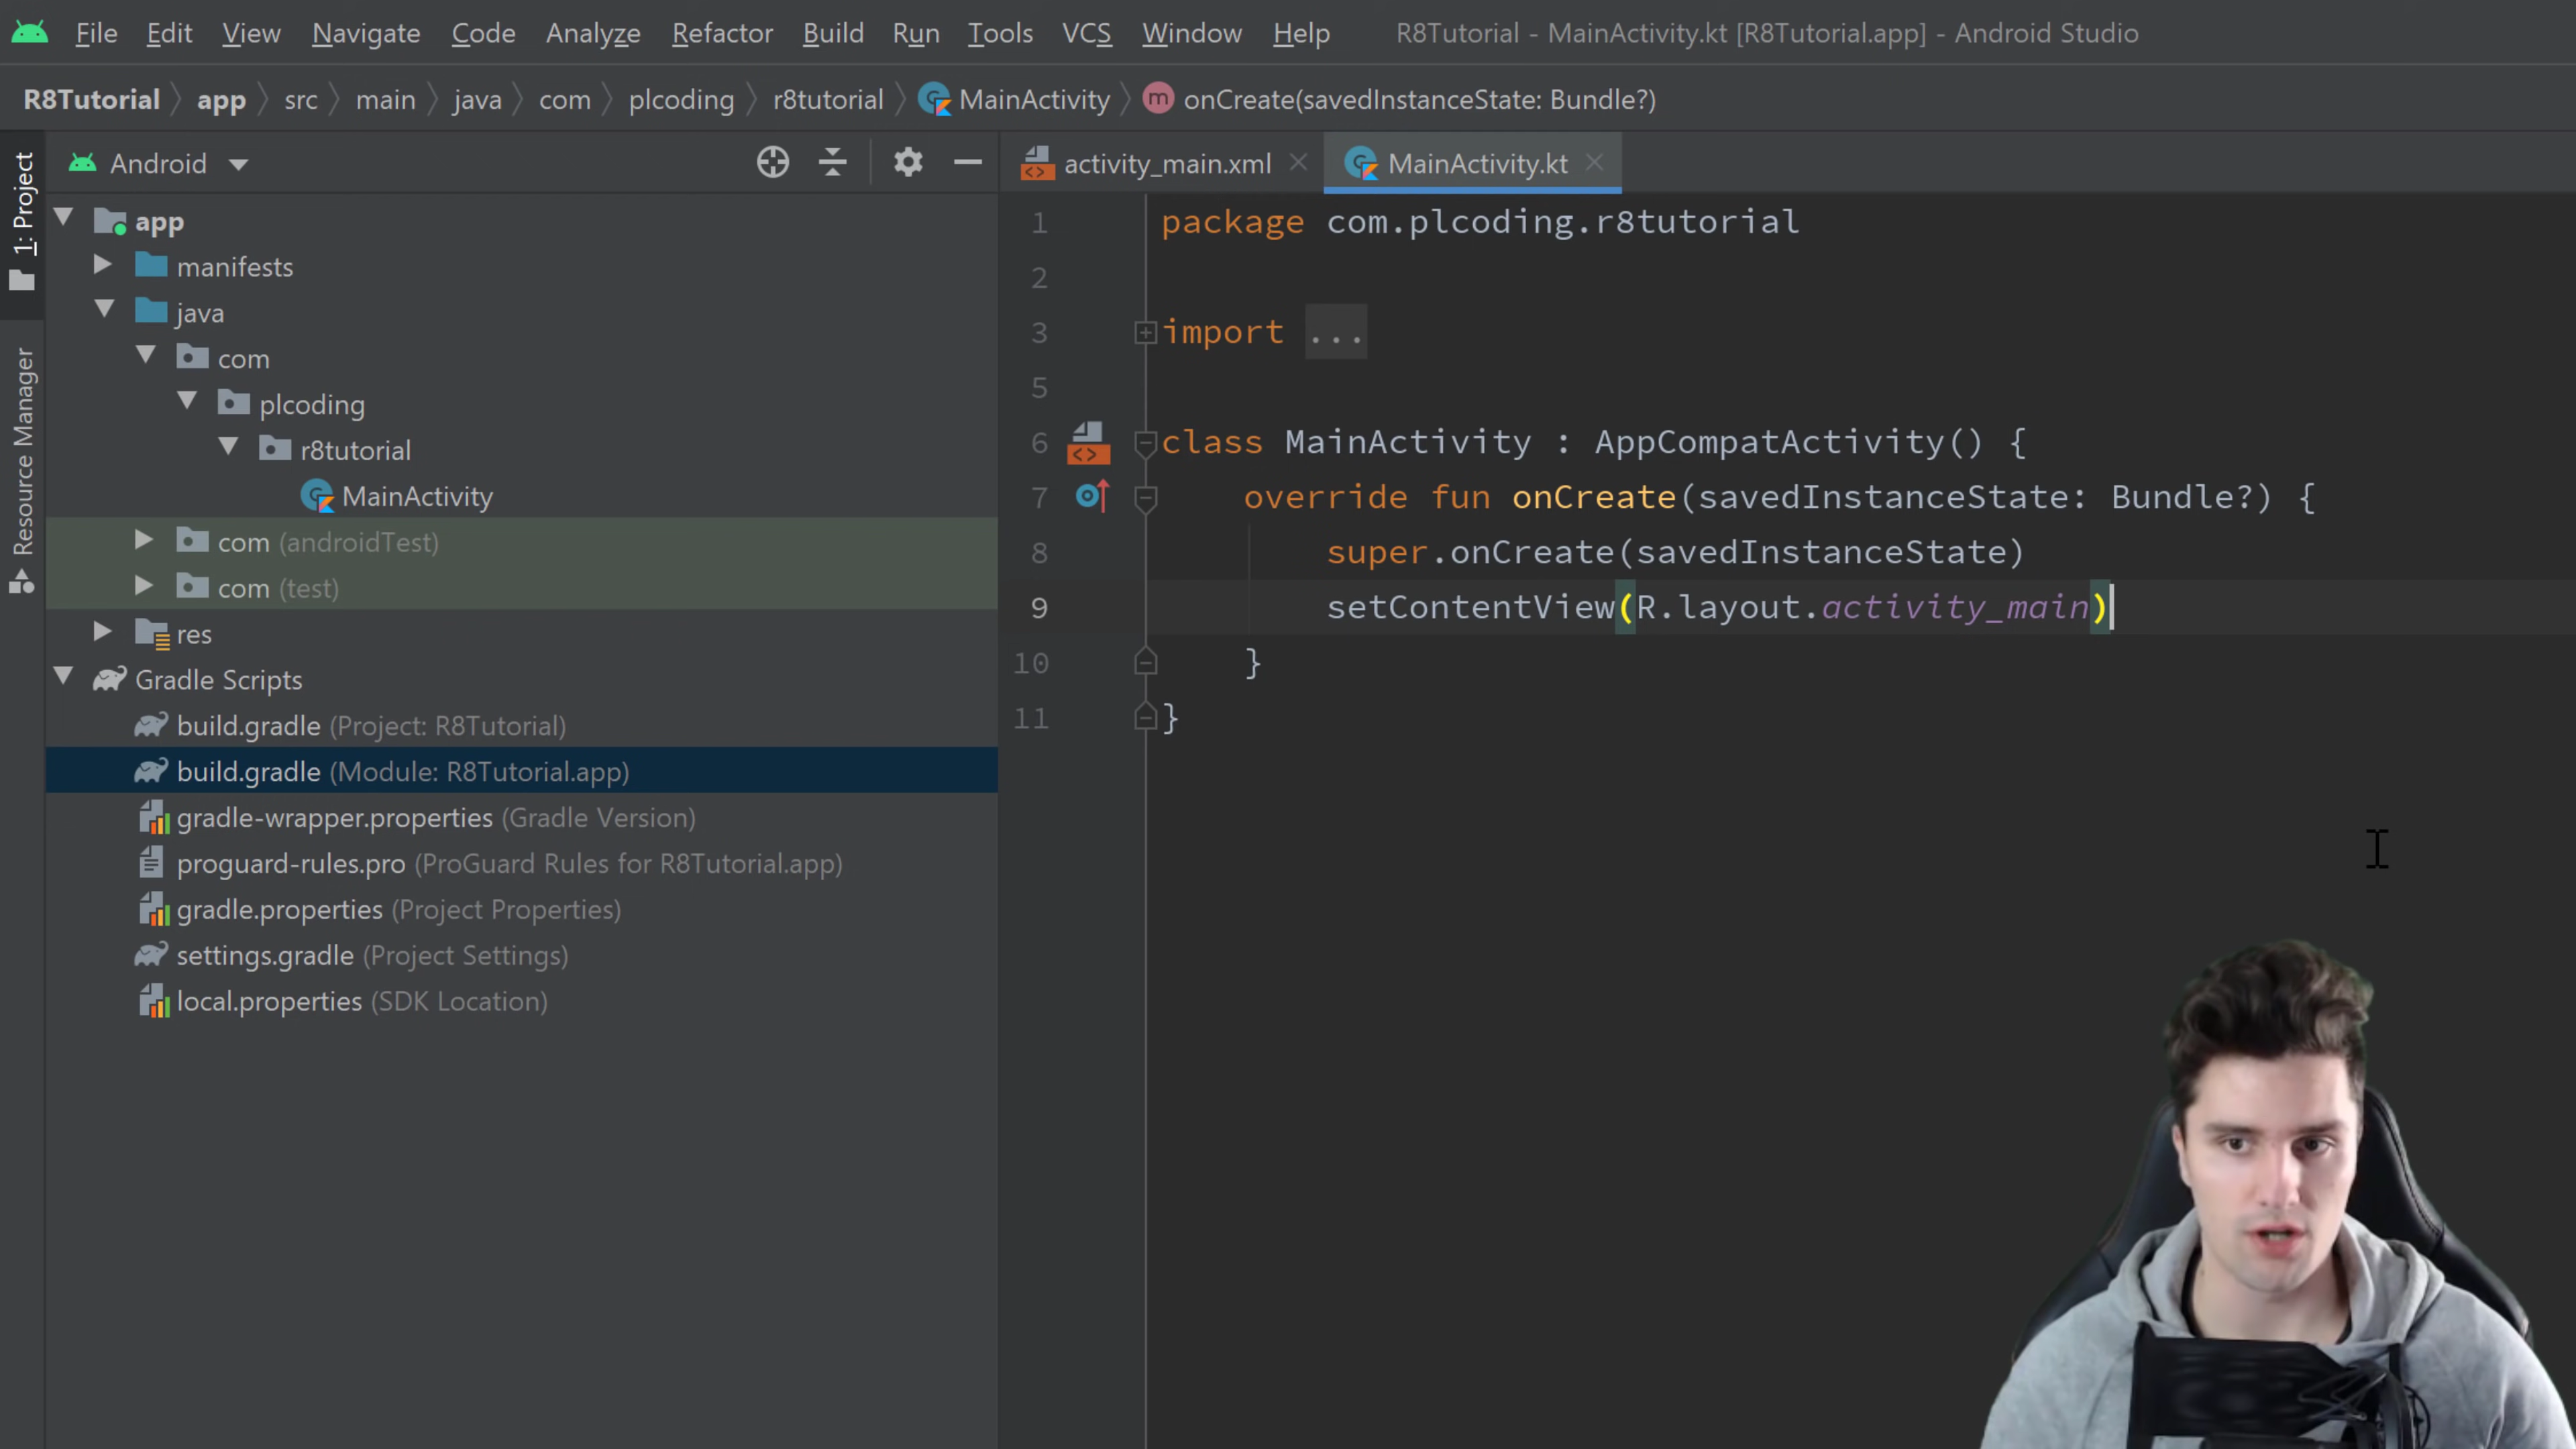 File Edit View Navigate Code Analyze Refactor Build Run Tools VCS Window Help R8Tutorial - MainActivity.kt [R8Tutorial.app] - Android Studio
R8Tutorial app src main java com plcoding r8tutorial MainActivity m onCreate(savedInstanceState: Bundle?)
1: Project
Resource Manager
Android
app
manifests
java
com
plcoding
r8tutorial
MainActivity
com (androidTest)
com (test)
res
Gradle Scripts
build.gradle (Project: R8Tutorial)
build.gradle (Module: R8Tutorial.app)
gradle-wrapper.properties (Gradle Version)
proguard-rules.pro (ProGuard Rules for R8Tutorial.app)
gradle.properties (Project Properties)
settings.gradle (Project Settings)
local.properties (SDK Location)
activity_main.xml MainActivity.kt
1 package com.plcoding.r8tutorial
2
3 import ...
5
6 class MainActivity : AppCompatActivity() {
7 override fun onCreate(savedInstanceState: Bundle?) {
8 super.onCreate(savedInstanceState)
9 setContentView(R.layout.activity_main)
10 }
11 }